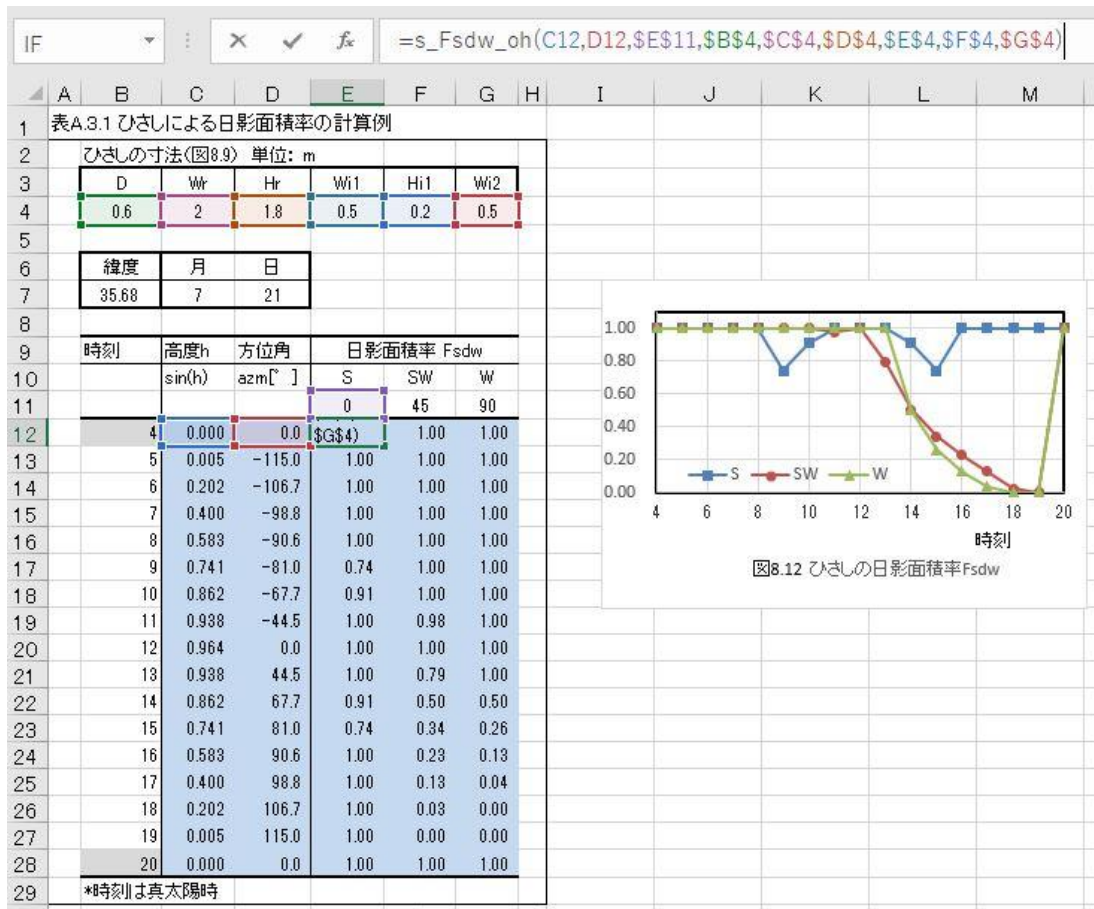 IF =s_Fsdw_oh(C12,D12,$E$11,$B$4,$C$4,$D$4,$E$4,$F$4,$G$4)
A B C D E F G H I J K L M
1 表A.3.1 ひさしによる日影面積率の計算例
2 ひさしの寸法(図8.9) 単位: m
3 D Wr Hr Wi1 Hi1 Wi2
4 0.6 2 1.8 0.5 0.2 0.5
5
6 緯度 月 日
7 35.68 7 21
8
9 時刻 高度h 方位角 日影面積率 Fsdw
10 sin(h) azm[°] S SW W
11 0 45 90
12 4 0.000 0.0 $G$4) 1.00 1.00
13 5 0.005 -115.0 1.00 1.00 1.00
14 6 0.202 -106.7 1.00 1.00 1.00
15 7 0.400 -98.8 1.00 1.00 1.00
16 8 0.583 -90.6 1.00 1.00 1.00
17 9 0.741 -81.0 0.74 1.00 1.00
18 10 0.862 -67.7 0.91 1.00 1.00
19 11 0.938 -44.5 1.00 0.98 1.00
20 12 0.964 0.0 1.00 1.00 1.00
21 13 0.938 44.5 1.00 0.79 1.00
22 14 0.862 67.7 0.91 0.50 0.50
23 15 0.741 81.0 0.74 0.34 0.26
24 16 0.583 90.6 1.00 0.23 0.13
25 17 0.400 98.8 1.00 0.13 0.04
26 18 0.202 106.7 1.00 0.03 0.00
27 19 0.005 115.0 1.00 0.00 0.00
28 20 0.000 0.0 1.00 1.00 1.00
29 *時刻は真太陽時
1.00
0.80
0.60
0.40
0.20
0.00
S SW W
4 6 8 10 12 14 16 18 20
時刻
図8.12 ひさしの日影面積率Fsdw